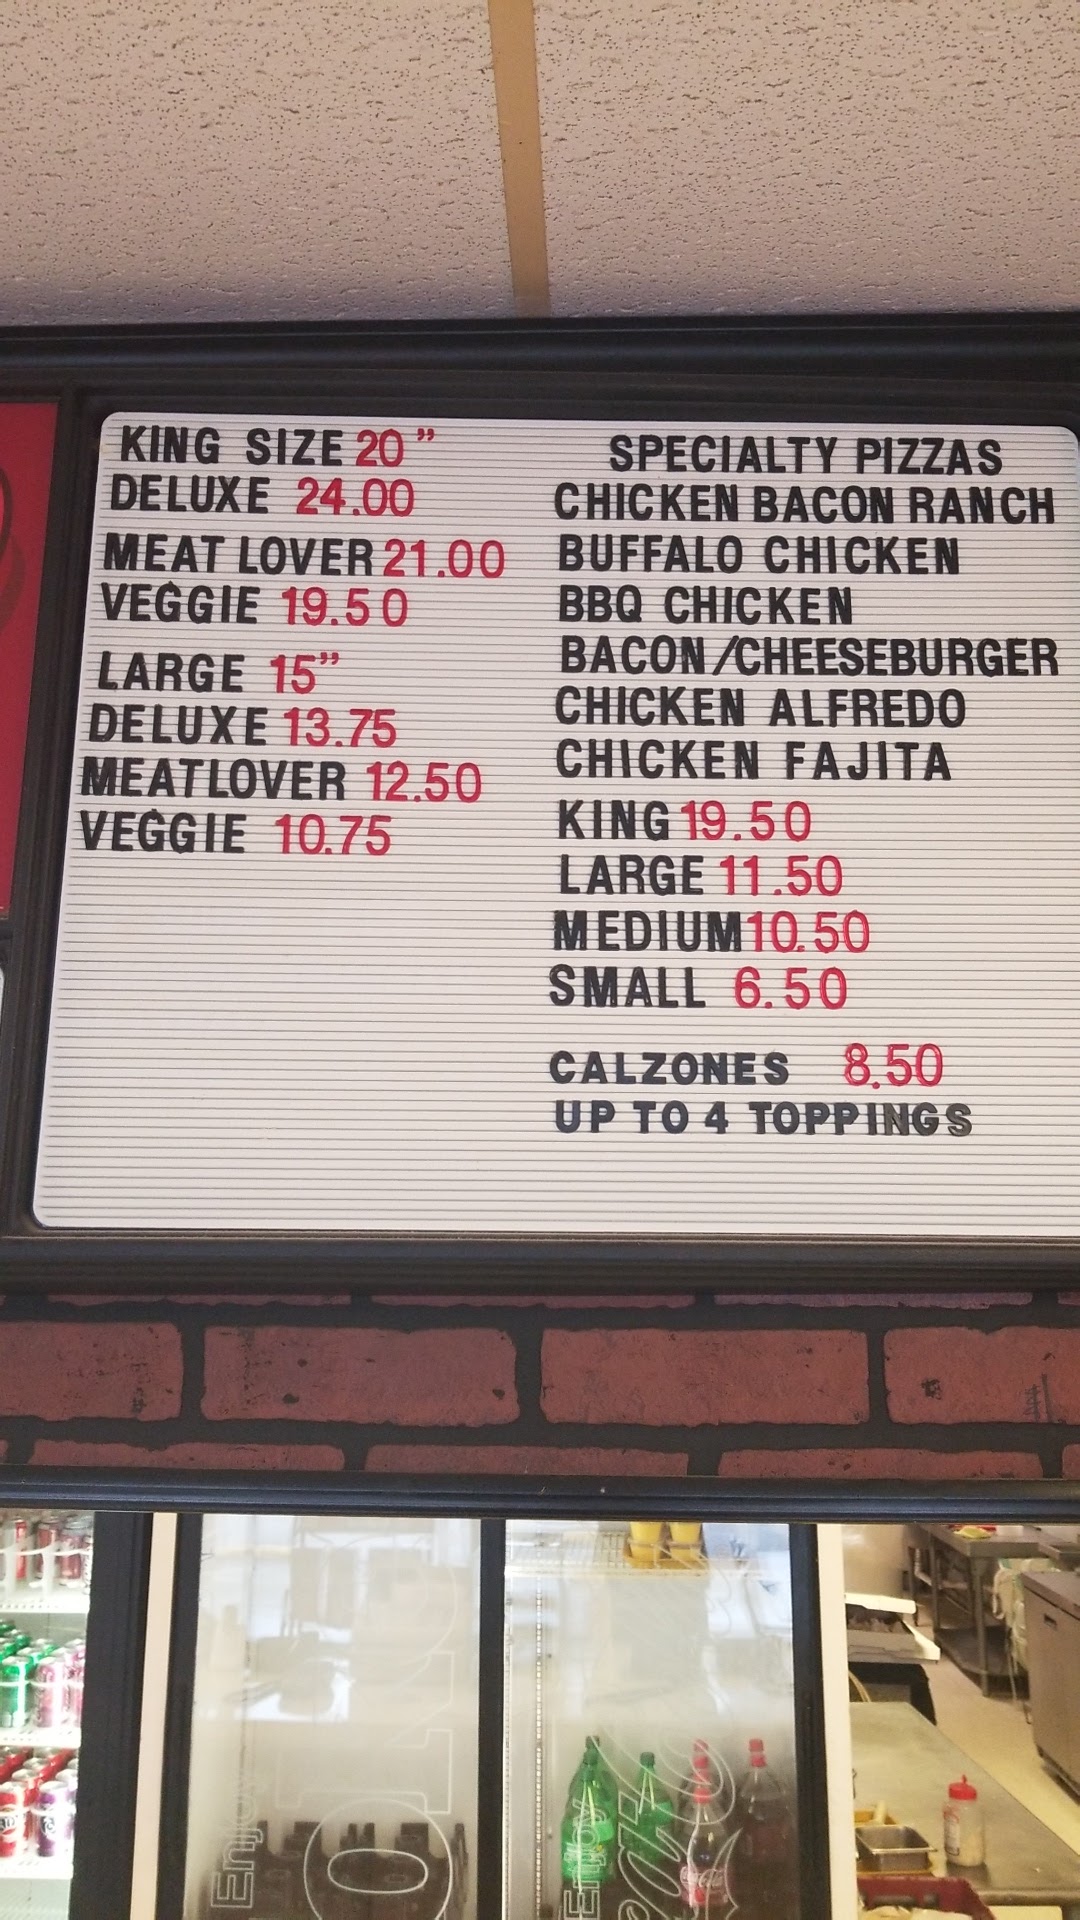 KING SIZE 20"
DELUXE 24.00
MEAT LOVER 21.00
VEGGIE 19.50
LARGE 15"
DELUXE 13.75
MEATLOVER 12.50
VEGGIE 10.75
SPECIALTY PIZZAS
CHICKEN BACON RANCH
BUFFALO CHICKEN
BBQ CHICKEN
BACON/CHEESEBURGER
CHICKEN ALFREDO
CHICKEN FAJITA
KING 19.50
LARGE 11.50
MEDIUM 10.50
SMALL 6.50
CALZONES 8.50
UP TO 4 TOPPINGS
Enjoy
Enjoy